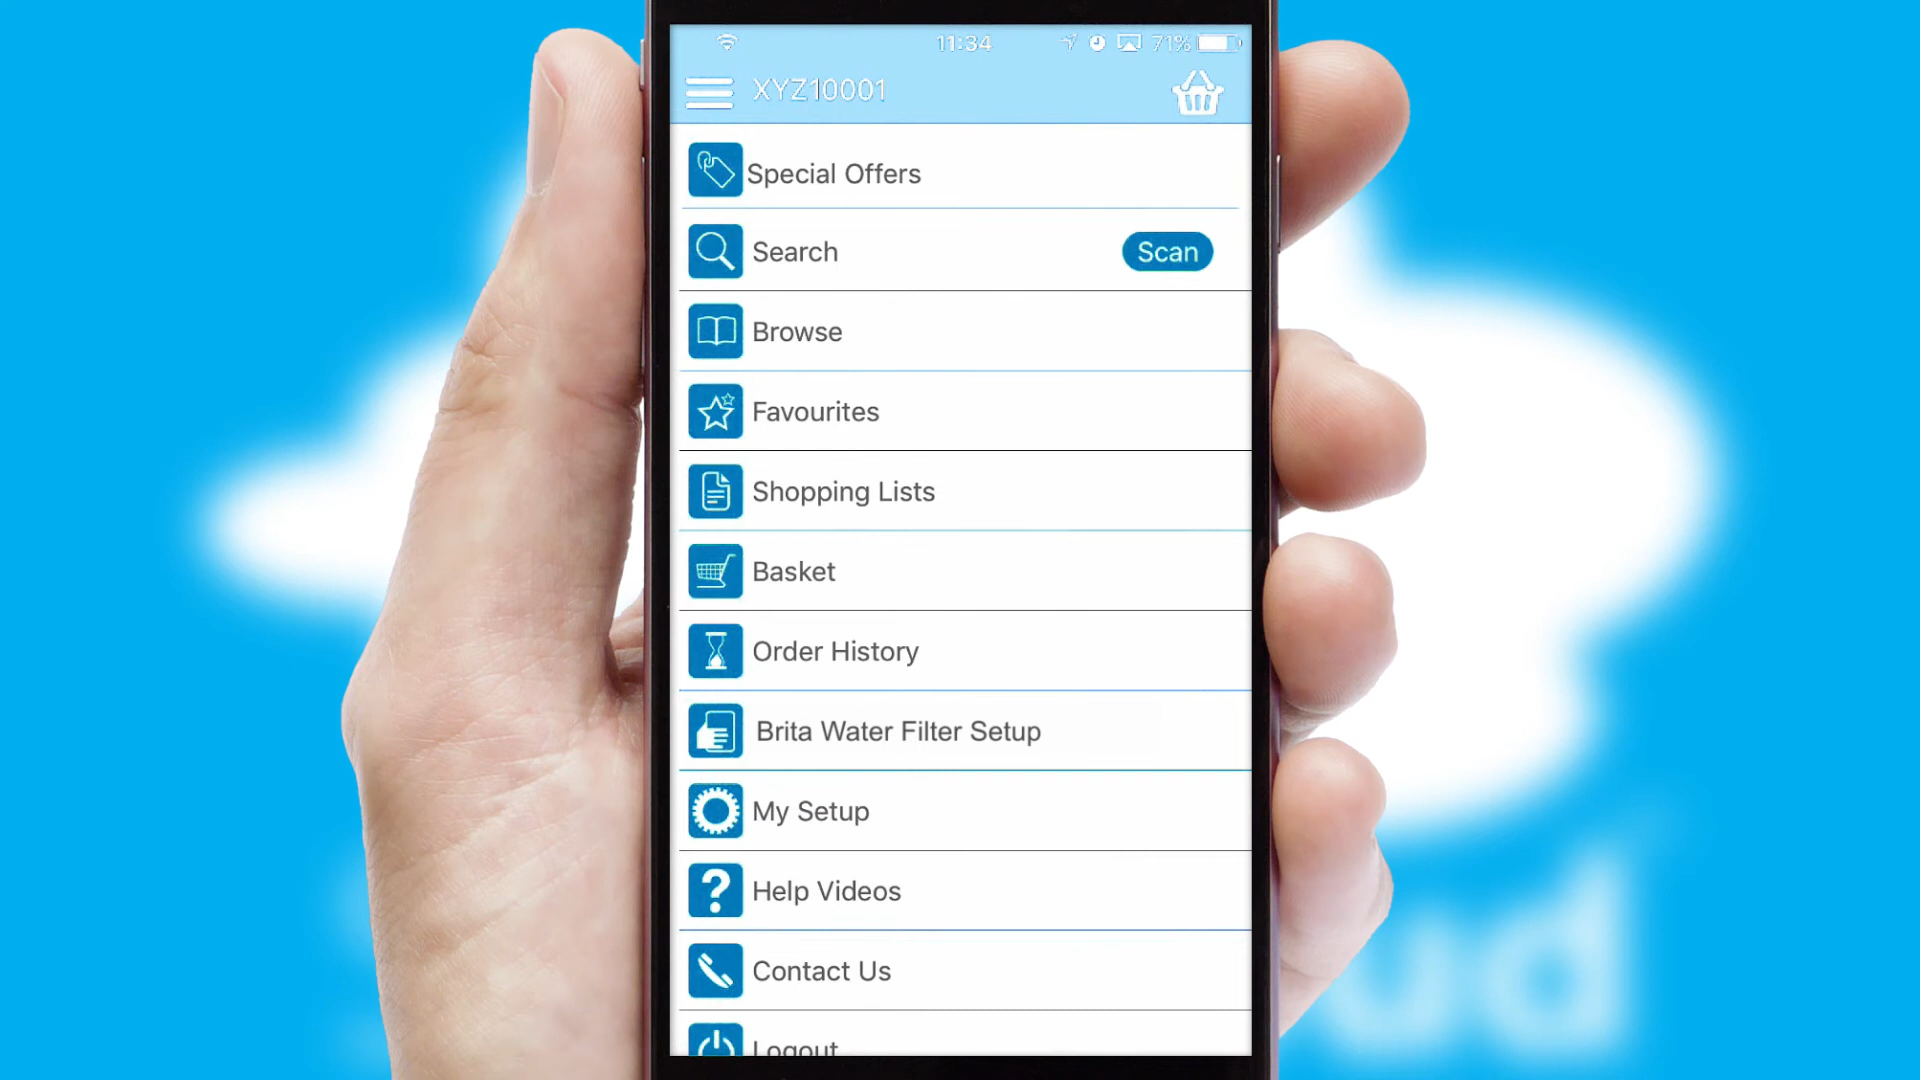 11:34
71%
XYZ10001
Special Offers
Search
Scan
Browse
Favourites
Shopping Lists
Basket
Order History
Brita Water Filter Setup
My Setup
Help Videos
Contact Us
Logout
ud